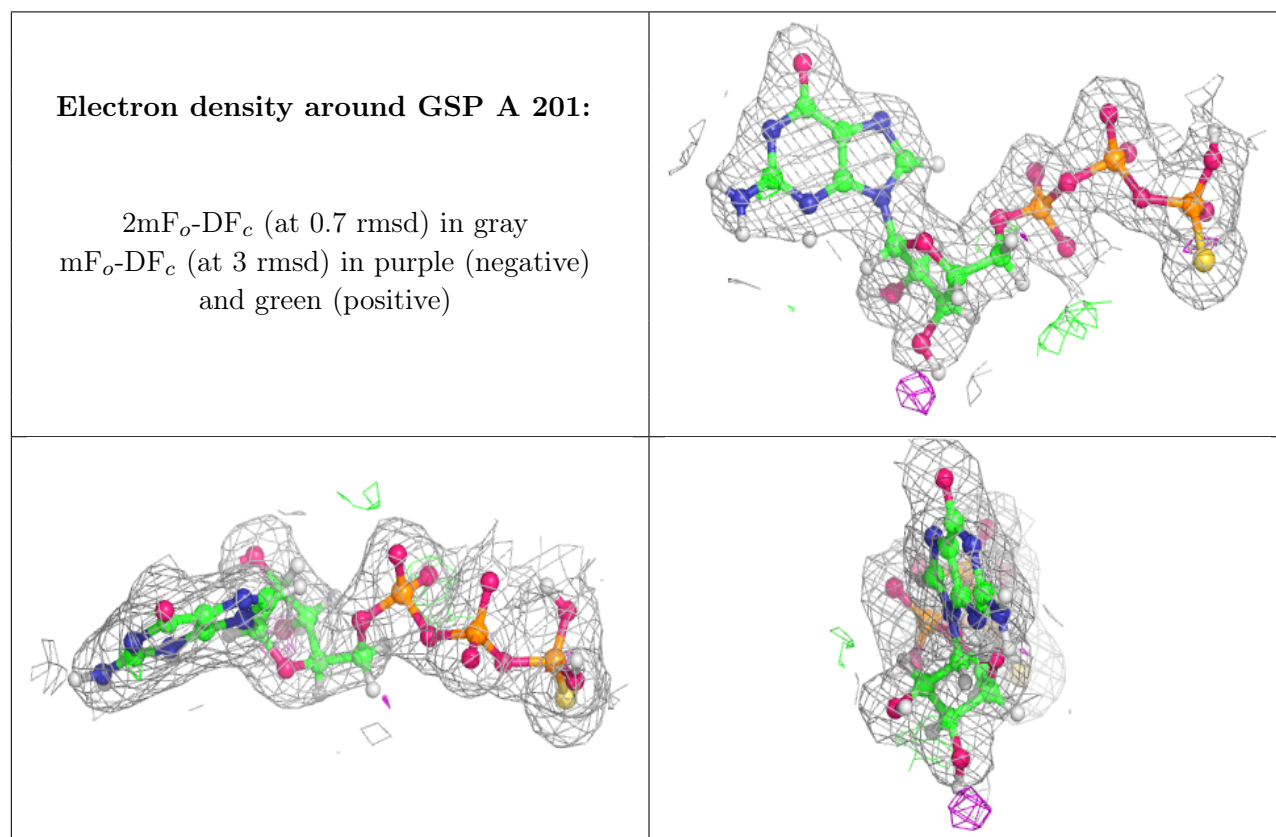 Electron density around GSP A 201:
2mFo-DFc (at 0.7 rmsd) in gray
mFo-DFc (at 3 rmsd) in purple (negative)
and green (positive)